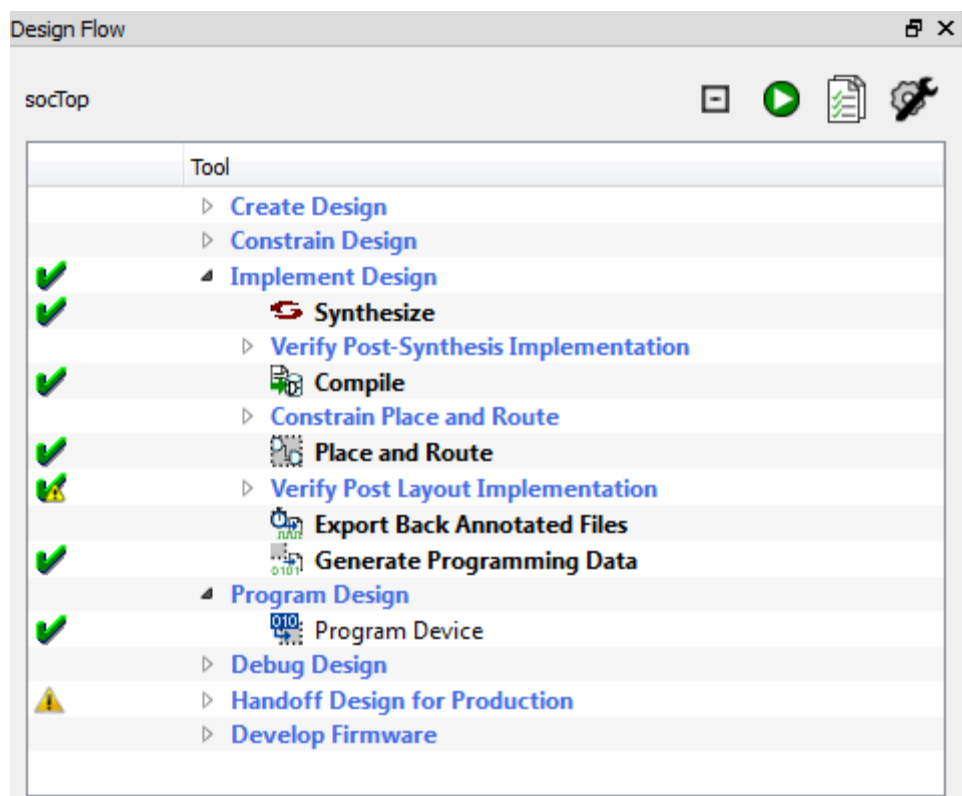 Design Flow
socTop
Tool
Create Design
Constrain Design
Implement Design
Synthesize
Verify Post-Synthesis Implementation
Compile
Constrain Place and Route
Place and Route
Verify Post Layout Implementation
Export Back Annotated Files
Generate Programming Data
Program Design
Program Device
Debug Design
Handoff Design for Production
Develop Firmware